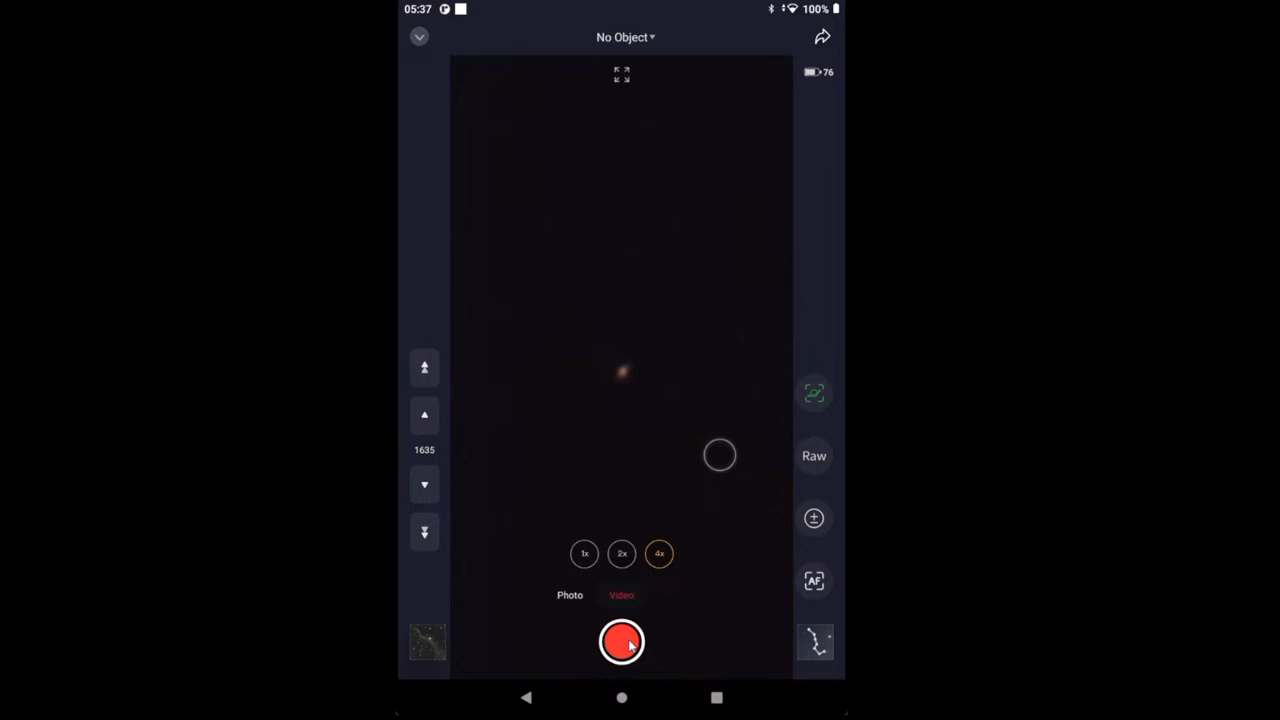 05:37
100%
No Object
76
1635
Raw
1x
2x
4x
AF
Photo
Video